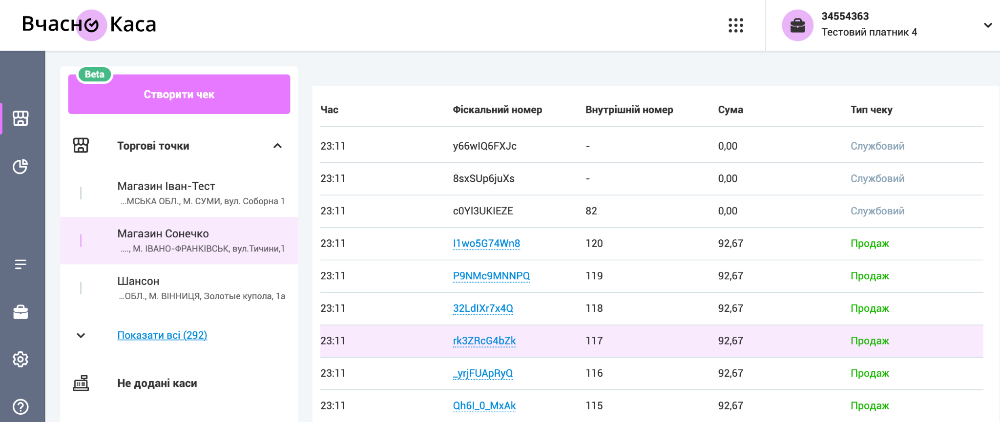 Вчасно Каса
34554363
Тестовий платник 4
Beta
Створити чек
Торгові точки
Магазин Іван-Тест
...МСЬКА ОБЛ., М. СУМИ, вул. Соборна 1
Магазин Сонечко
...., М. ІВАНО-ФРАНКІВСЬК, вул.Тичини,1
Шансон
...ОБЛ., М. ВІННИЦЯ, Золотые купола, 1а
Показати всі (292)
Не додані каси
Час Фіскальний номер Внутрішній номер Сума Тип чеку
23:11 y66wIQ6FXJc - 0,00 Службовий
23:11 8sxSUp6juXs - 0,00 Службовий
23:11 c0Yl3UKIEZE 82 0,00 Службовий
23:11 I1wo5G74Wn8 120 92,67 Продаж
23:11 P9NMc9MNNPQ 119 92,67 Продаж
23:11 32LdIXr7x4Q 118 92,67 Продаж
23:11 rk3ZRcG4bZk 117 92,67 Продаж
23:11 _yrjFUApRyQ 116 92,67 Продаж
23:11 Qh6I_0_MxAk 115 92,67 Продаж